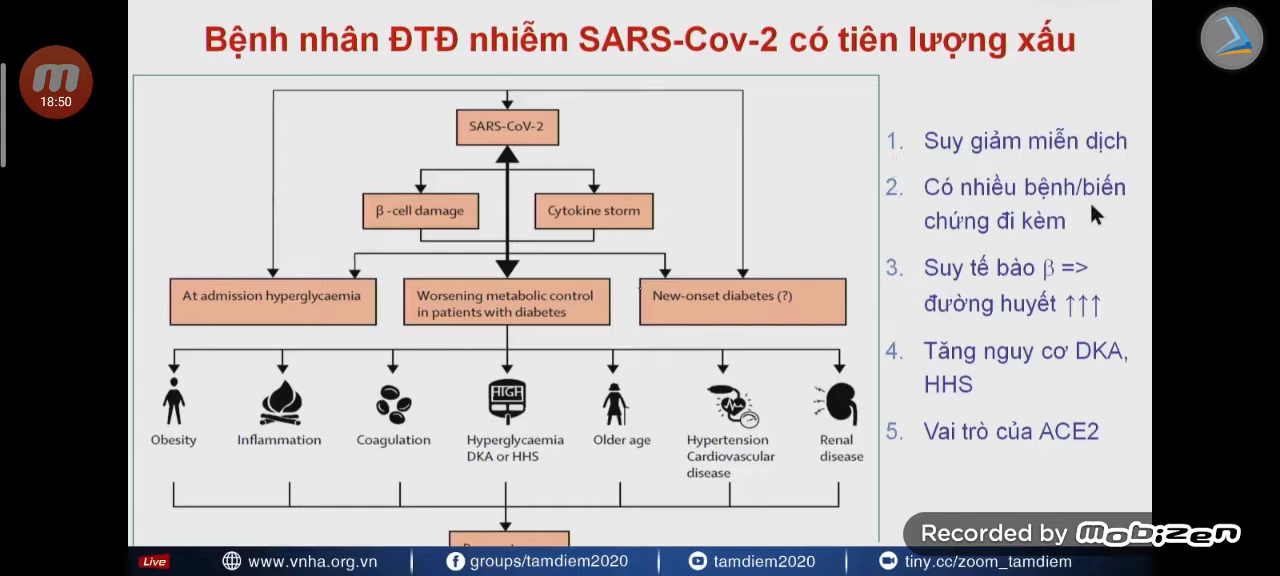 Bệnh nhân ĐTĐ nhiễm SARS-Cov-2 có tiên lượng xấu
18:50
SARS-CoV-2
β-cell damage
Cytokine storm
At admission hyperglycaemia
Worsening metabolic control
in patients with diabetes
New-onset diabetes (?)
HIGH
Obesity
Inflammation
Coagulation
Hyperglycaemia
DKA or HHS
Older age
Hypertension
Cardiovascular
disease
Renal
disease
1. Suy giảm miễn dịch
2. Có nhiều bệnh/biến
chứng đi kèm
3. Suy tế bào β =>
đường huyết ↑↑↑
4. Tăng nguy cơ DKA,
HHS
5. Vai trò của ACE2
Recorded by mobizen
Live
www.vnha.org.vn
groups/tamdiem2020
tamdiem2020
tiny.cc/zoom_tamdiem